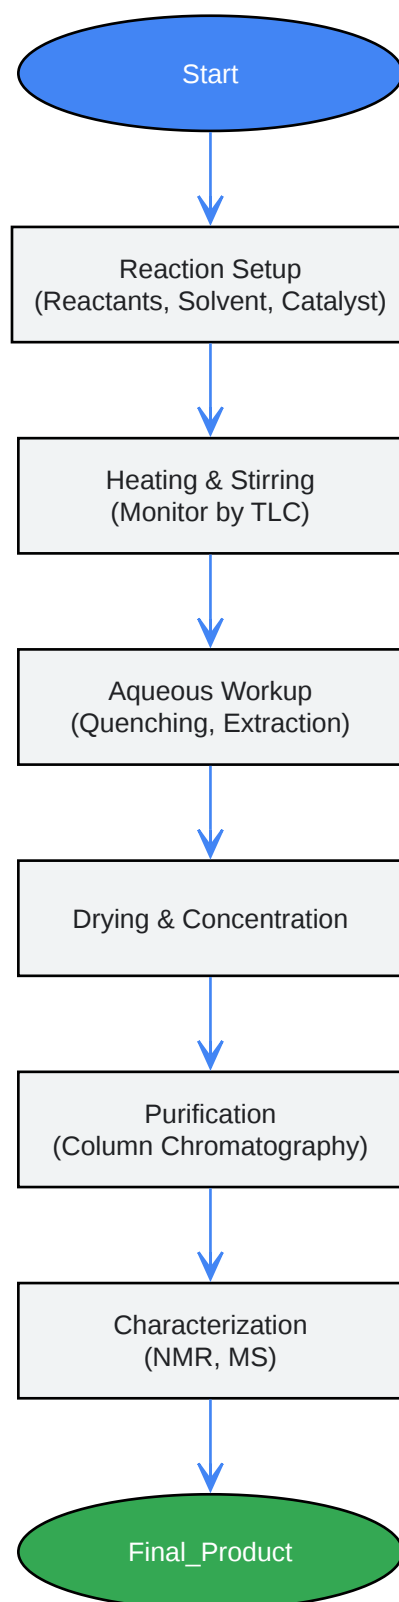 Start
Reaction Setup
(Reactants, Solvent, Catalyst)
Heating & Stirring
(Monitor by TLC)
Aqueous Workup
(Quenching, Extraction)
Drying & Concentration
Purification
(Column Chromatography)
Characterization
(NMR, MS)
Final_Product